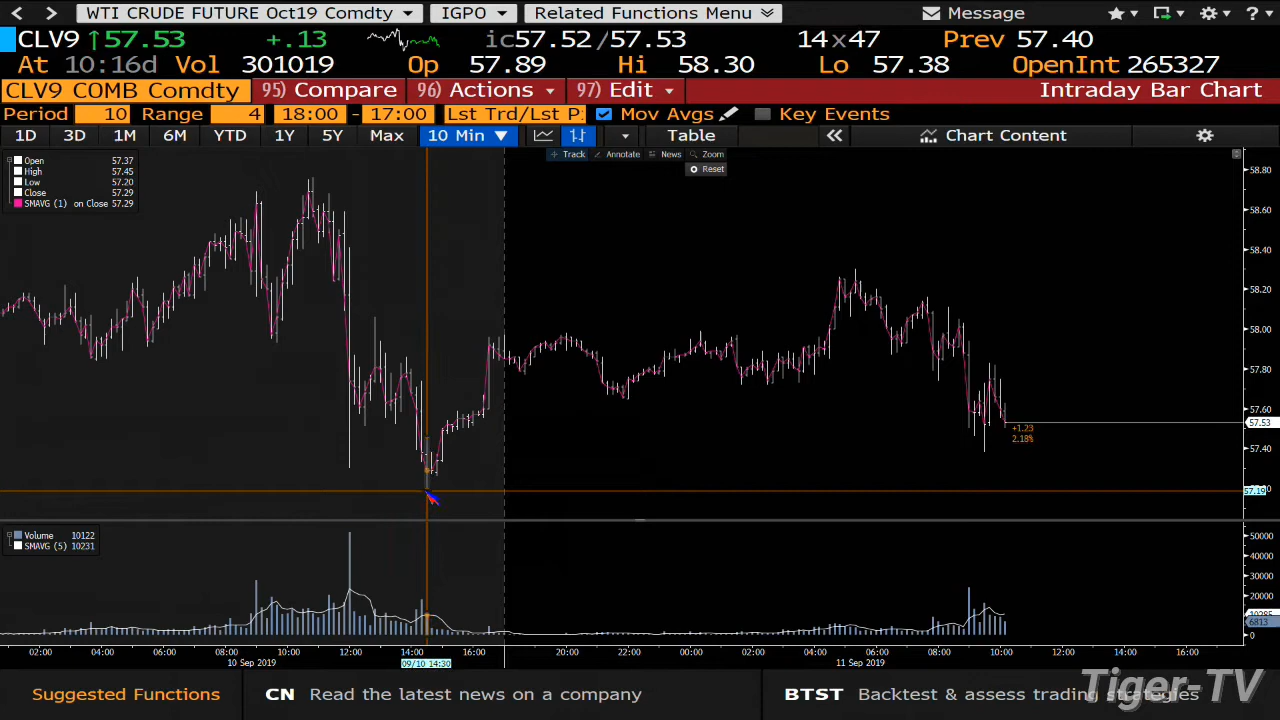 WTI CRUDE FUTURE Oct19 Comdty IGPO Related Functions Menu Message
CLV9 ↑57.53 +.13 ic57.52/57.53 14x47 Prev 57.40
At 10:16d Vol 301019 Op 57.89 Hi 58.30 Lo 57.38 OpenInt 265327
CLV9 COMB Comdty 95) Compare 96) Actions 97) Edit Intraday Bar Chart
Period 10 Range 4 18:00 - 17:00 Lst Trd/Lst P Mov Avgs Key Events
1D 3D 1M 6M YTD 1Y 5Y Max 10 Min Table Chart Content
Track Annotate News Zoom
Reset
Open 57.37
High 57.45
Low 57.20
Close 57.29
SMAVG (1) on Close 57.29
58.80
58.60
58.40
58.20
58.00
57.80
57.60
57.53
57.40
57.19
+1.23
2.18%
Volume 10122
SMAVG (5) 10231
50000
40000
30000
20000
10285
6813
0
02:00 04:00 06:00 08:00 10:00 12:00 14:00 16:00 20:00 22:00 00:00 02:00 04:00 06:00 08:00 10:00 12:00 14:00 16:00
10 Sep 2019 09/10 14:30 11 Sep 2019
Suggested Functions CN Read the latest news on a company BTST Backtest & assess trading strategies
Tiger-TV